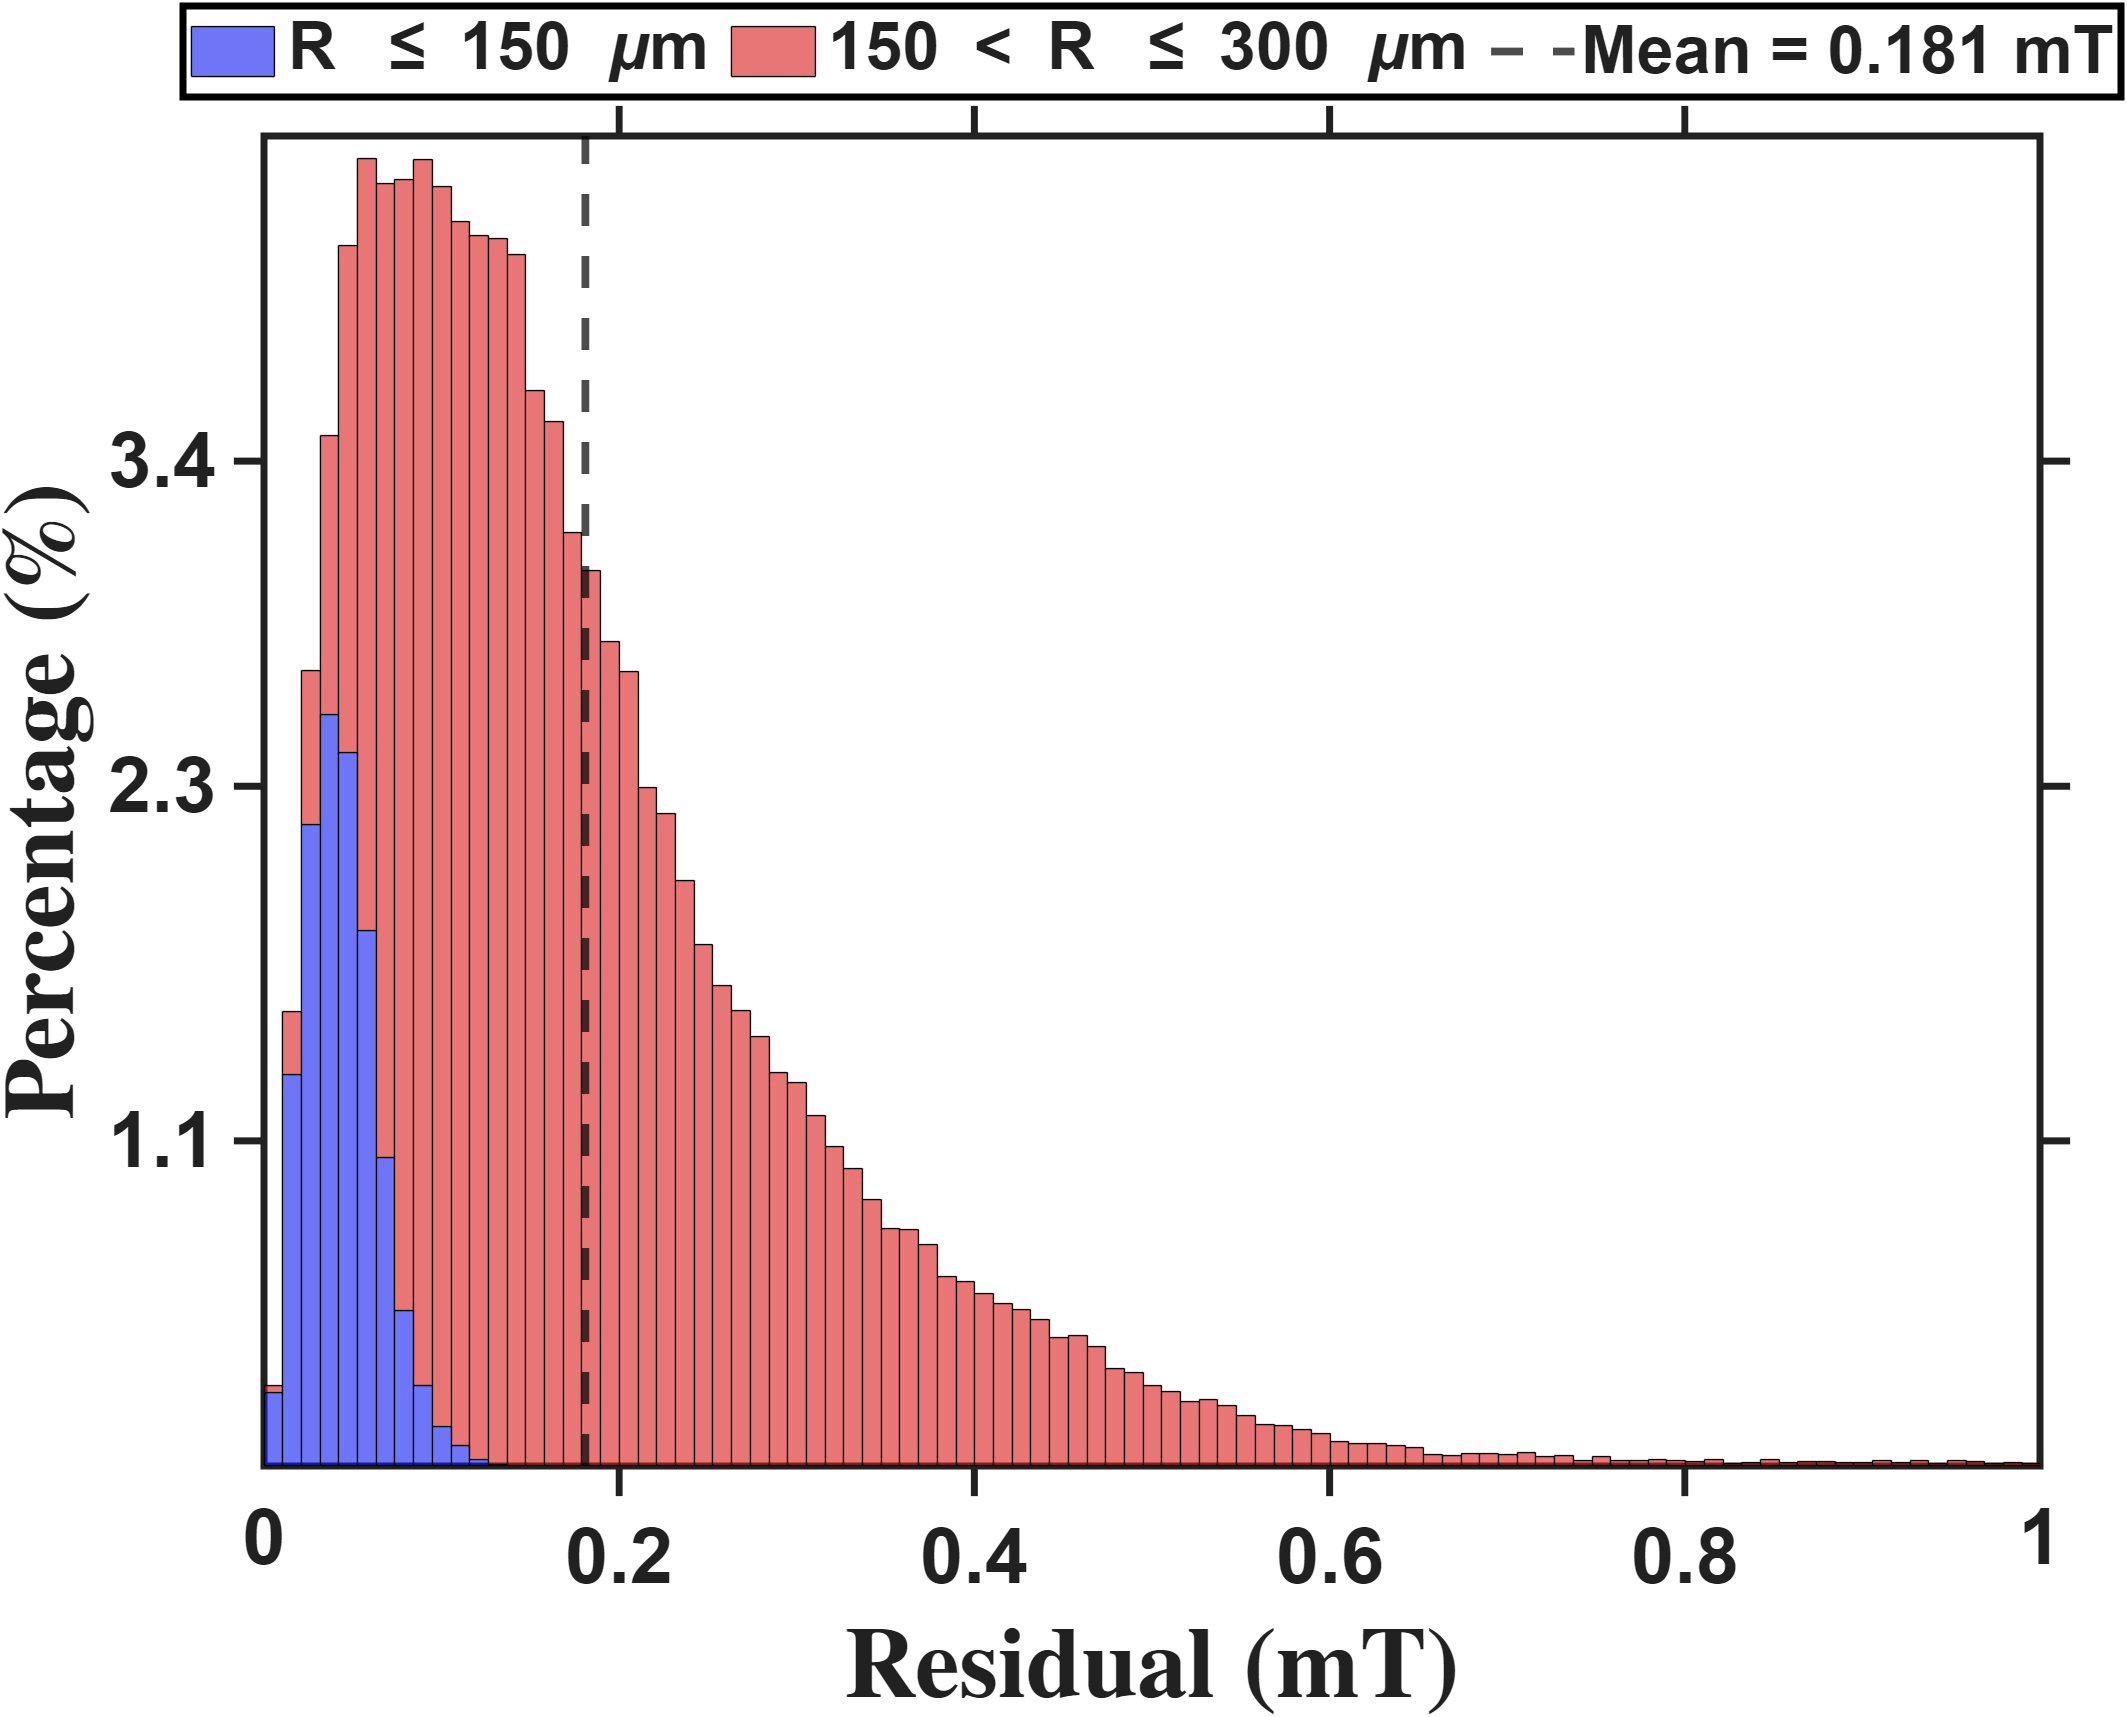 R ≤ 150 μm 150 < R ≤ 300 μm Mean = 0.181 mT
3.4
2.3
1.1
Percentage (%)
0 0.2 0.4 0.6 0.8 1
Residual (mT)